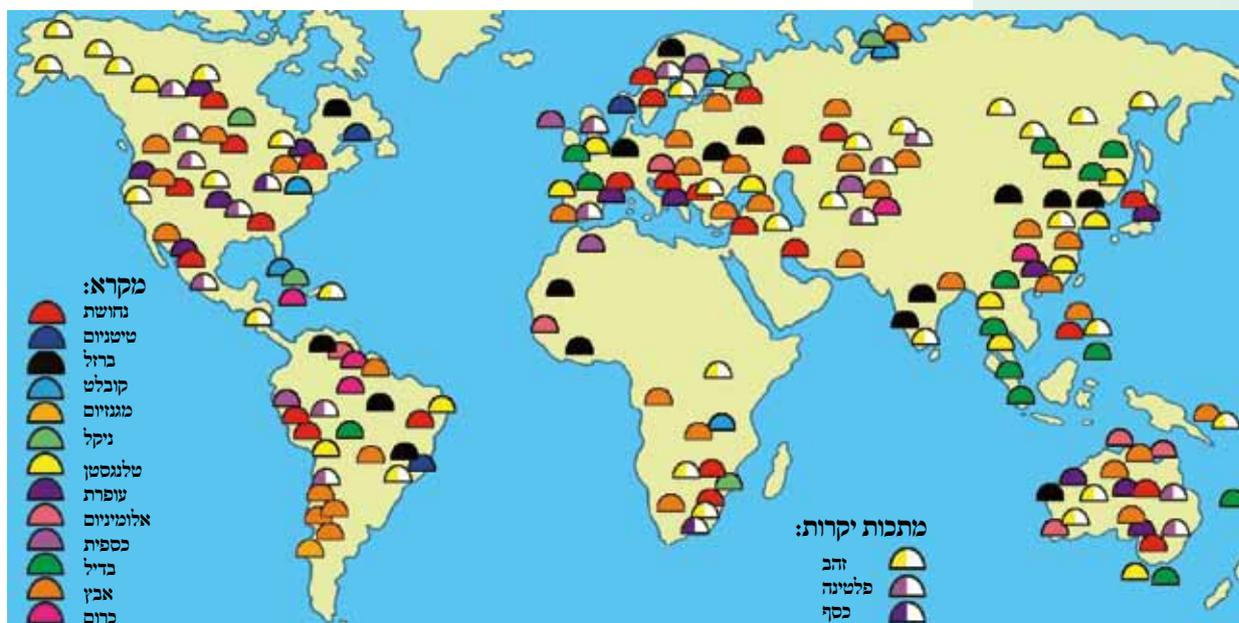 מקרא:
נחושת
טיטניום
ברזל
קובלט
מגנזיום
ניקל
טלנגסטן
עופרת
אלומיניום
כספית
בדיל
אבץ
כרום
מתכות יקרות:
זהב
פלטינה
כסף